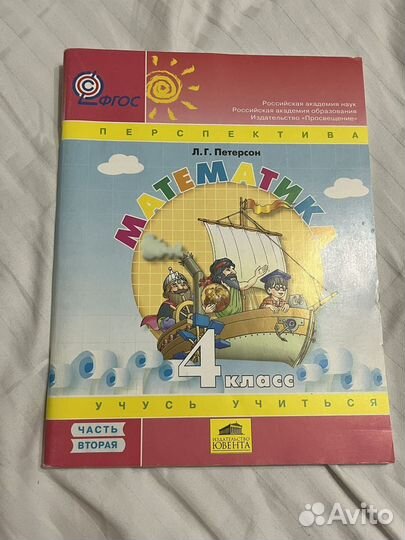 ФГОС
Российская академия наук
Российская академия образования
Издательство «Просвещение»
ПЕРСПЕКТИВА
Л. Г. Петерсон
МАТЕМАТИКА
4 класс
УЧУСЬ УЧИТЬСЯ
ЧАСТЬ
ВТОРАЯ
ИЗДАТЕЛЬСТВО
ЮВЕНТА
Avito